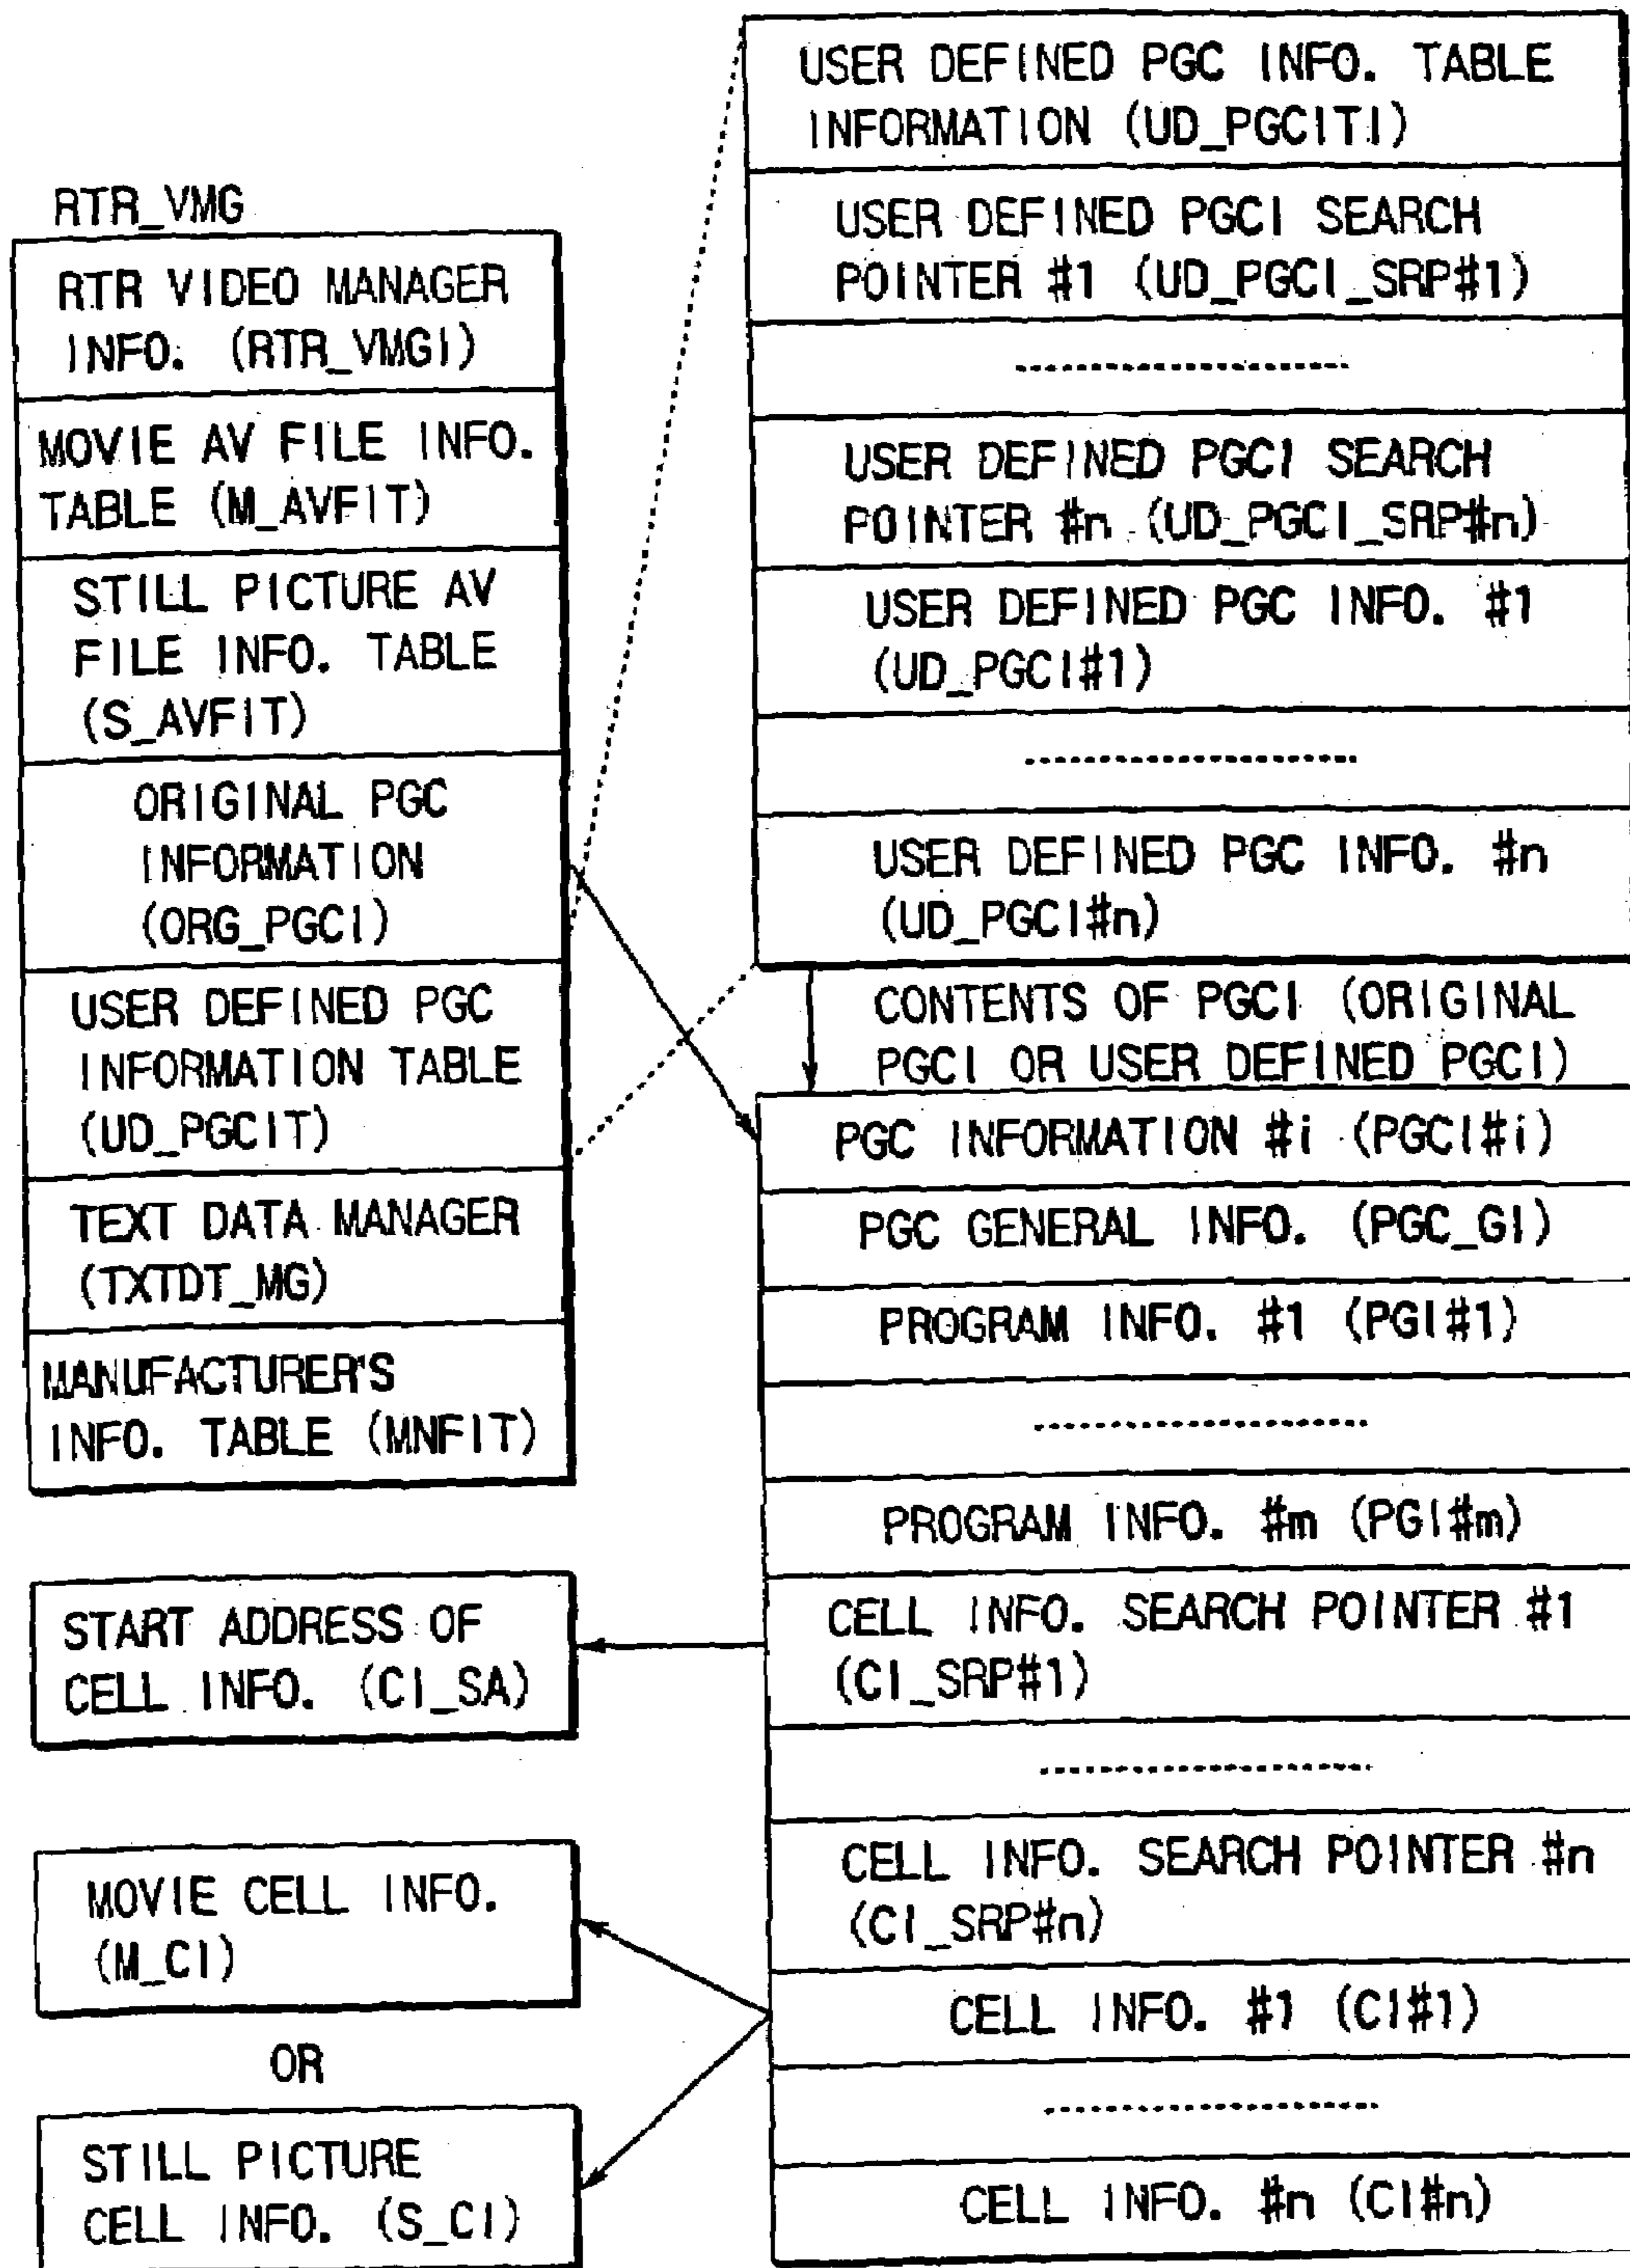 RTR_VMG
RTR VIDEO MANAGER
INFO. (RTR_VMGI)
MOVIE AV FILE INFO.
TABLE (M_AVFIT)
STILL PICTURE AV
FILE INFO. TABLE
(S_AVFIT)
ORIGINAL PGC
INFORMATION
(ORG_PGCI)
USER DEFINED PGC
INFORMATION TABLE
(UD_PGCIT)
TEXT DATA MANAGER
(TXTDT_MG)
MANUFACTURER'S
INFO. TABLE (MNFIT)
START ADDRESS OF
CELL INFO. (CI_SA)
MOVIE CELL INFO.
(M_CI)
OR
STILL PICTURE
CELL INFO. (S_CI)
USER DEFINED PGC INFO. TABLE
INFORMATION (UD_PGCITI)
USER DEFINED PGCI SEARCH
POINTER #1 (UD_PGCI_SRP#1)
USER DEFINED PGCI SEARCH
POINTER #n (UD_PGCI_SRP#n)
USER DEFINED PGC INFO. #1
(UD_PGCI#1)
USER DEFINED PGC INFO. #n
(UD_PGCI#n)
CONTENTS OF PGCI (ORIGINAL
PGCI OR USER DEFINED PGCI)
PGC INFORMATION #i (PGCI#i)
PGC GENERAL INFO. (PGC_GI)
PROGRAM INFO. #1 (PGI#1)
PROGRAM INFO. #m (PGI#m)
CELL INFO. SEARCH POINTER #1
(CI_SRP#1)
CELL INFO. SEARCH POINTER #n
(CI_SRP#n)
CELL INFO. #1 (CI#1)
CELL INFO. #n (CI#n)